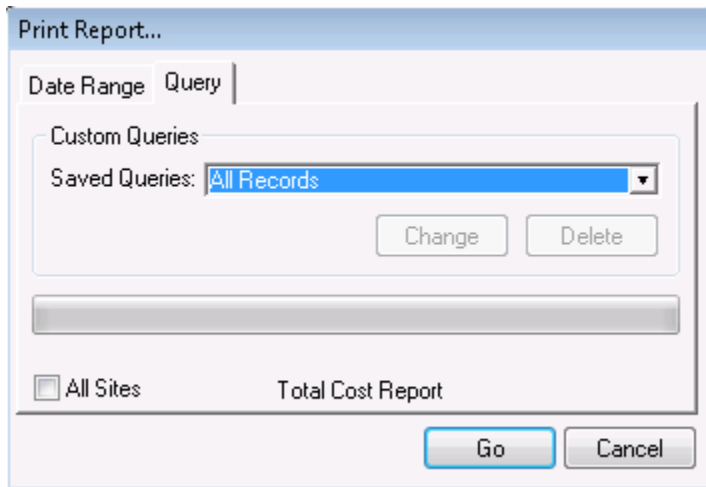 Print Report...
Date Range Query
Custom Queries
Saved Queries: All Records
Change Delete
All Sites Total Cost Report
Go Cancel